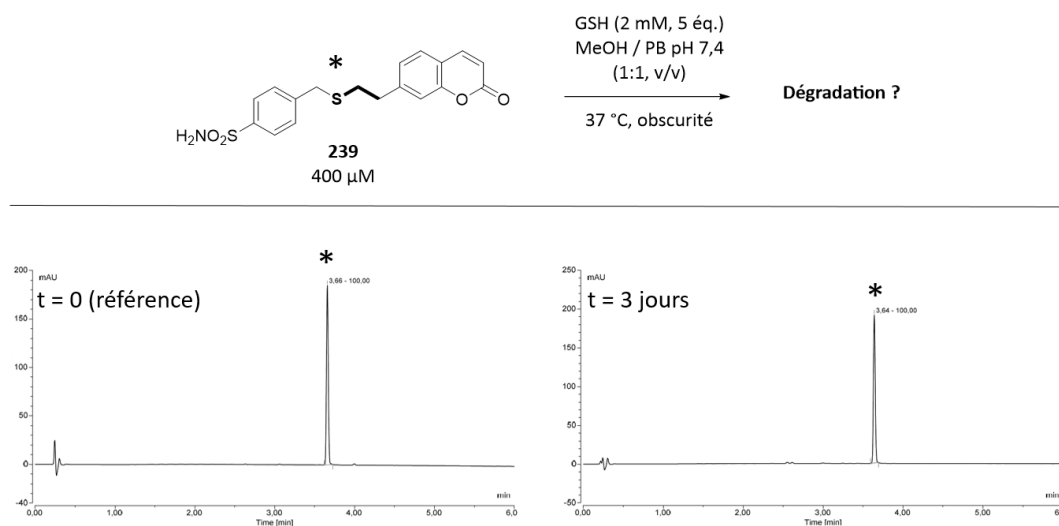 GSH (2 mM, 5 éq.)
MeOH / PB pH 7,4
(1:1, v/v)
37 °C, obscurité
Dégradation ?
*
S
O
O
H₂NO₂S
239
400 µM
200
150
100
50
0
-40
mAU
t = 0 (référence)
*
3,66 - 100,00
min
0,00
1,00
2,00
3,00
4,00
5,00
6,0
Time [min]
250
200
150
100
50
0
-50
mAU
t = 3 jours
*
3,64 - 100,00
min
0,00
1,00
2,00
3,00
4,00
5,00
6,0
Time [min]